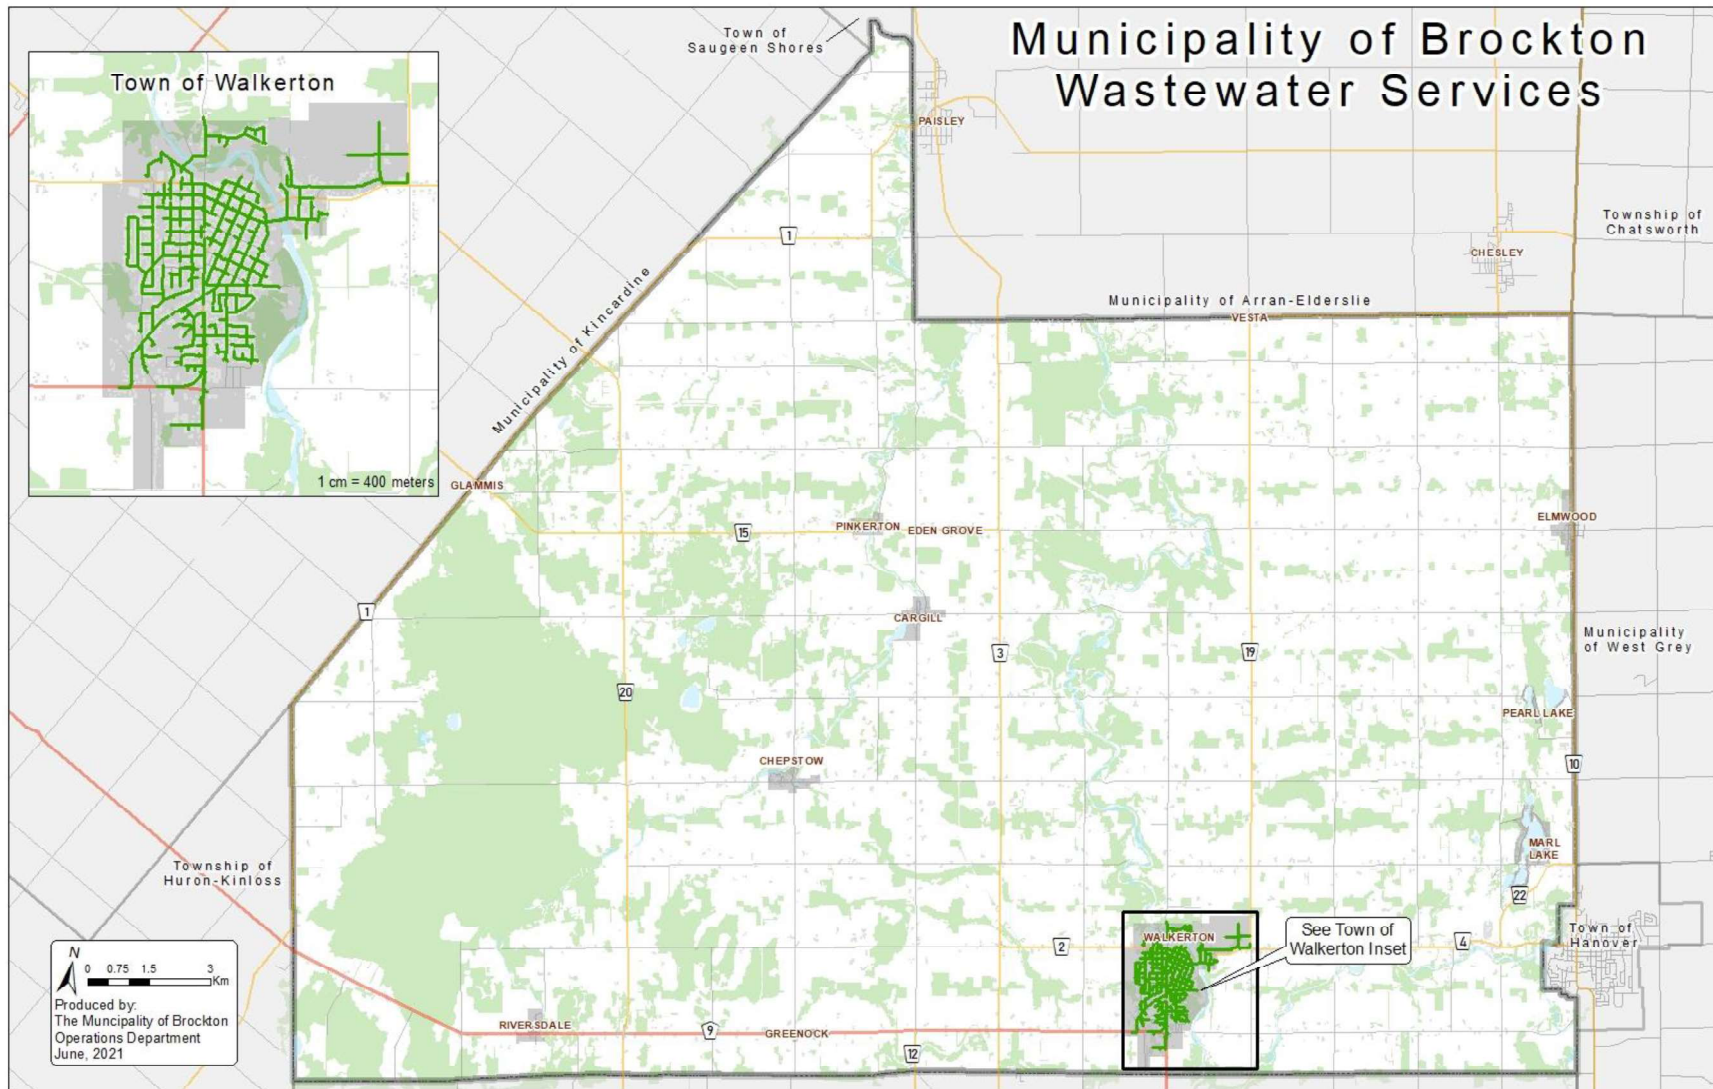 Municipality of Brockton
Wastewater Services
Town of
Saugeen Shores
Town of Walkerton
1 cm = 400 meters
PAISLEY
Township of
Chatsworth
CHESLEY
1
Municipality of Kincardine
Municipality of Arran-Elderslie
VESTA
GLAMMIS
15
PINKERTON
EDEN GROVE
ELMWOOD
1
CARGILL
3
19
Municipality
of West Grey
20
PEARL LAKE
CHEPSTOW
10
MARL
LAKE
Township of
Huron-Kinloss
22
WALKERTON
See Town of
Walkerton Inset
2
4
Town of
Hanover
N
0 0.75 1.5 3
Km
Produced by:
The Muncipality of Brockton
Operations Department
June, 2021
RIVERSDALE
9
GREENOCK
12